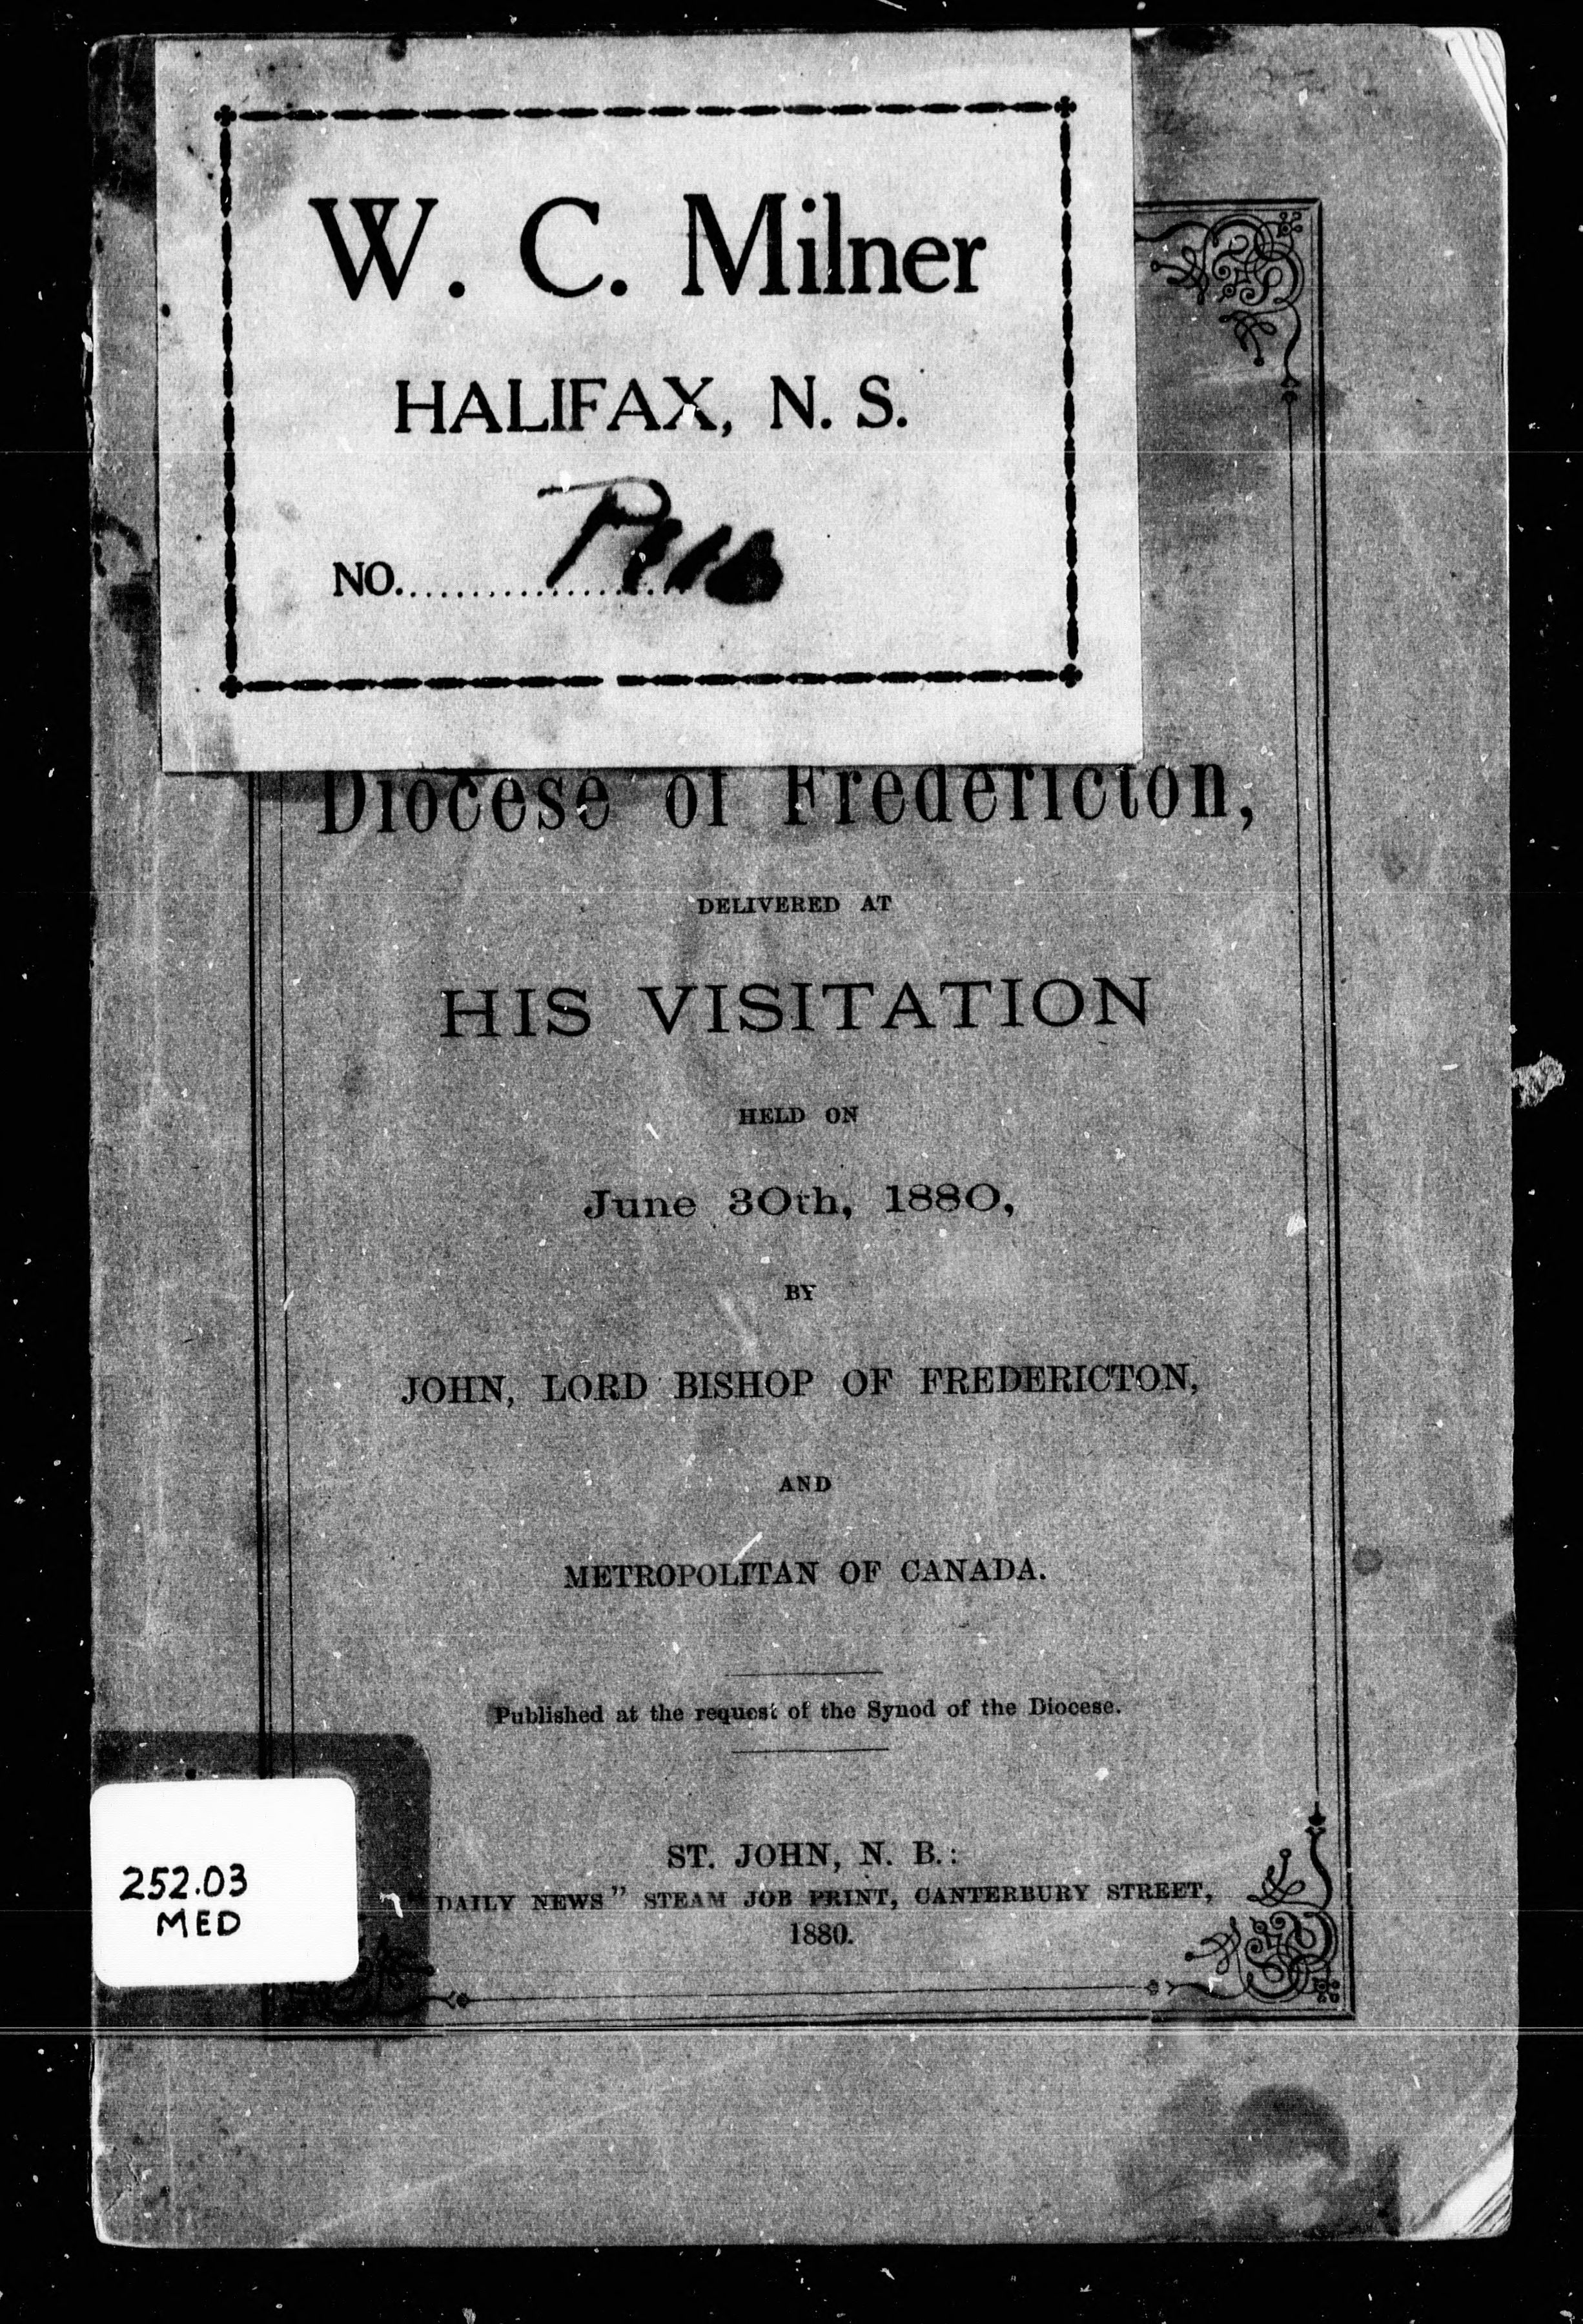 W. C. Milner
HALIFAX, N. S.
NO.
Diocese of Fredericton,
DELIVERED AT
HIS VISITATION
HELD ON
June 30th, 1880,
BY
JOHN, LORD BISHOP OF FREDERICTON,
AND
METROPOLITAN OF CANADA.
Published at the request of the Synod of the Diocese.
ST. JOHN, N. B.:
"DAILY NEWS" STEAM JOB PRINT, CANTERBURY STREET,
1880.
252.03
MED